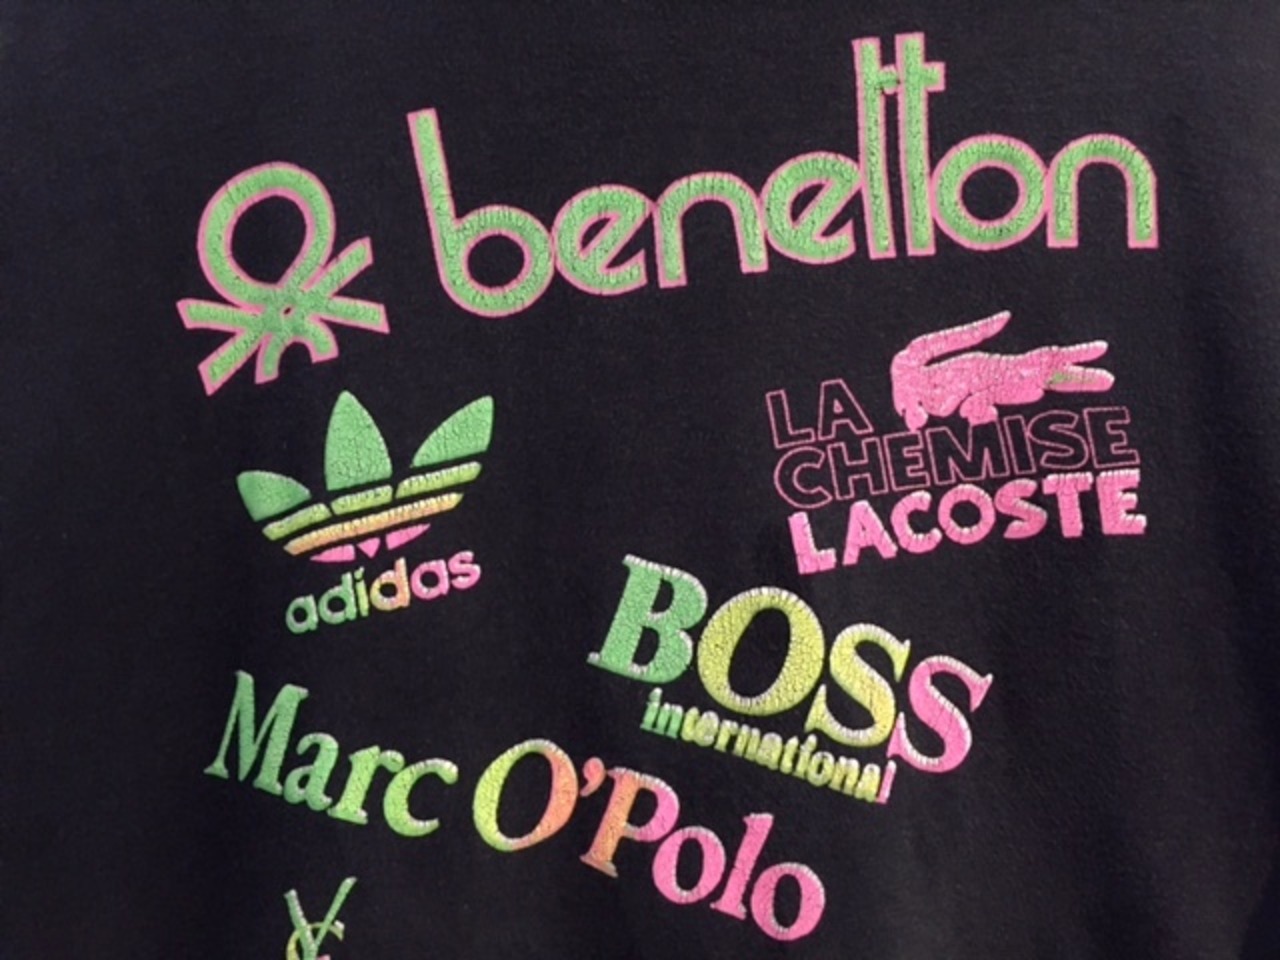 benetton
adidas
LA
CHEMISE
LACOSTE
BOSS
international
Marc O'Polo